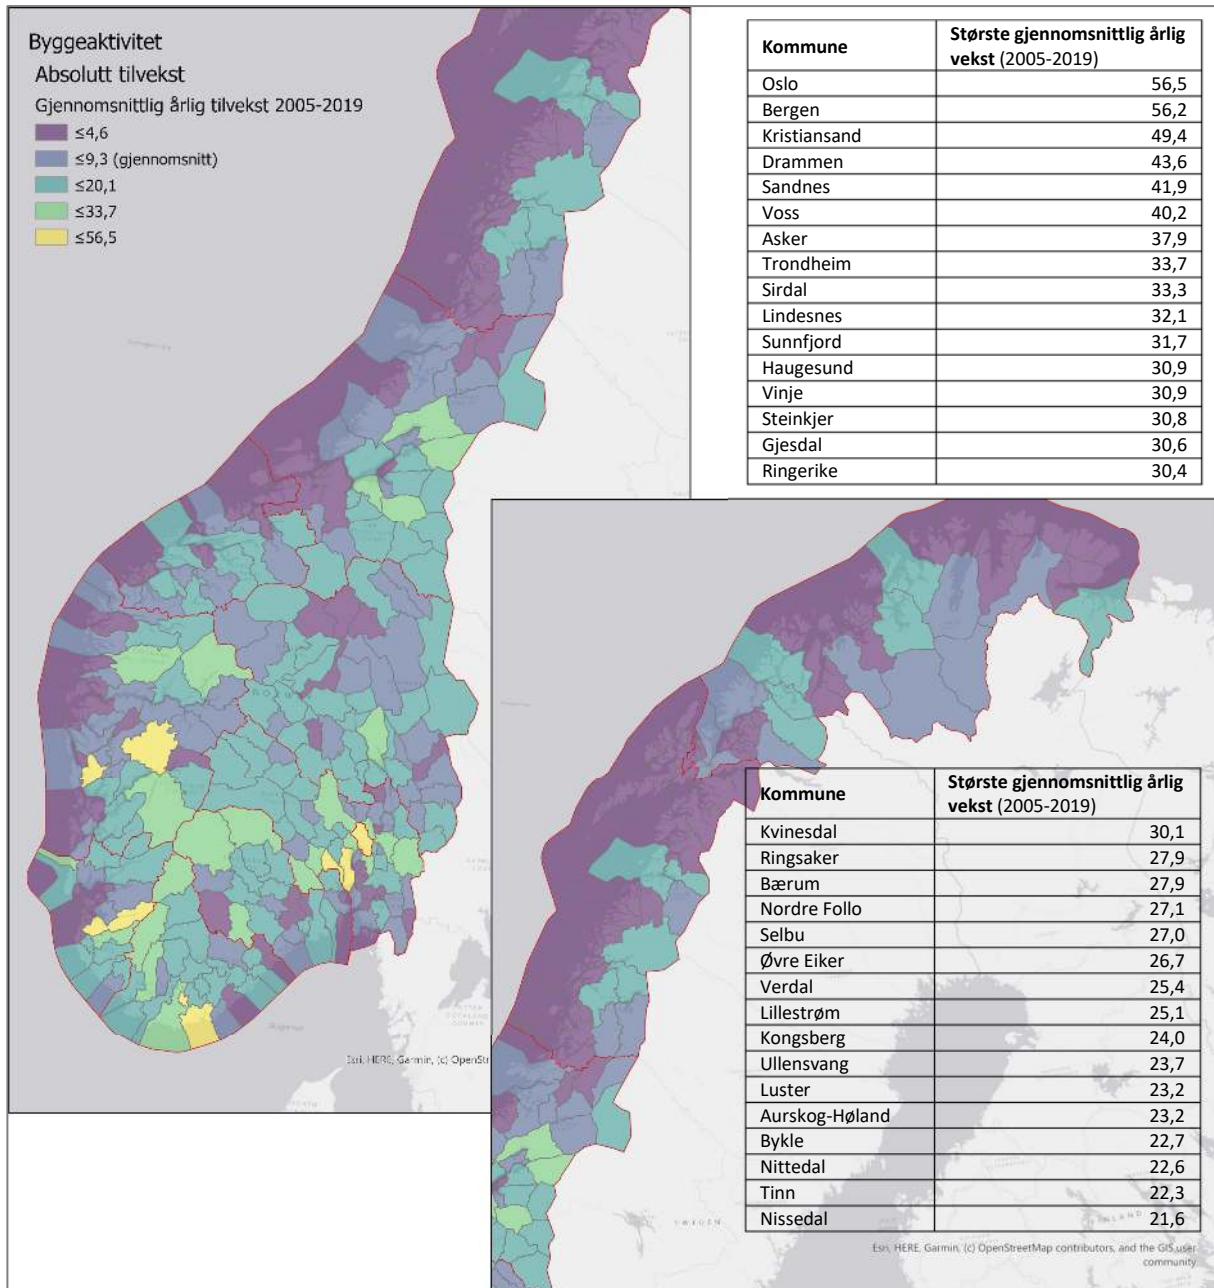 Byggeaktivitet
Absolutt tilvekst
Gjennomsnittlig årlig tilvekst 2005-2019
≤4,6
≤9,3 (gjennomsnitt)
≤20,1
≤33,7
≤56,5
Kommune Største gjennomsnittlig årlig
vekst (2005-2019)
Oslo 56,5
Bergen 56,2
Kristiansand 49,4
Drammen 43,6
Sandnes 41,9
Voss 40,2
Asker 37,9
Trondheim 33,7
Sirdal 33,3
Lindesnes 32,1
Sunnfjord 31,7
Haugesund 30,9
Vinje 30,9
Steinkjer 30,8
Gjesdal 30,6
Ringerike 30,4
Esri, HERE, Garmin, (c) OpenStr
Kommune Største gjennomsnittlig årlig
vekst (2005-2019)
Kvinesdal 30,1
Ringsaker 27,9
Bærum 27,9
Nordre Follo 27,1
Selbu 27,0
Øvre Eiker 26,7
Verdal 25,4
Lillestrøm 25,1
Kongsberg 24,0
Ullensvang 23,7
Luster 23,2
Aurskog-Høland 23,2
Bykle 22,7
Nittedal 22,6
Tinn 22,3
Nissedal 21,6
SWEDEN
Esri, HERE, Garmin, (c) OpenStreetMap contributors, and the GIS user
community